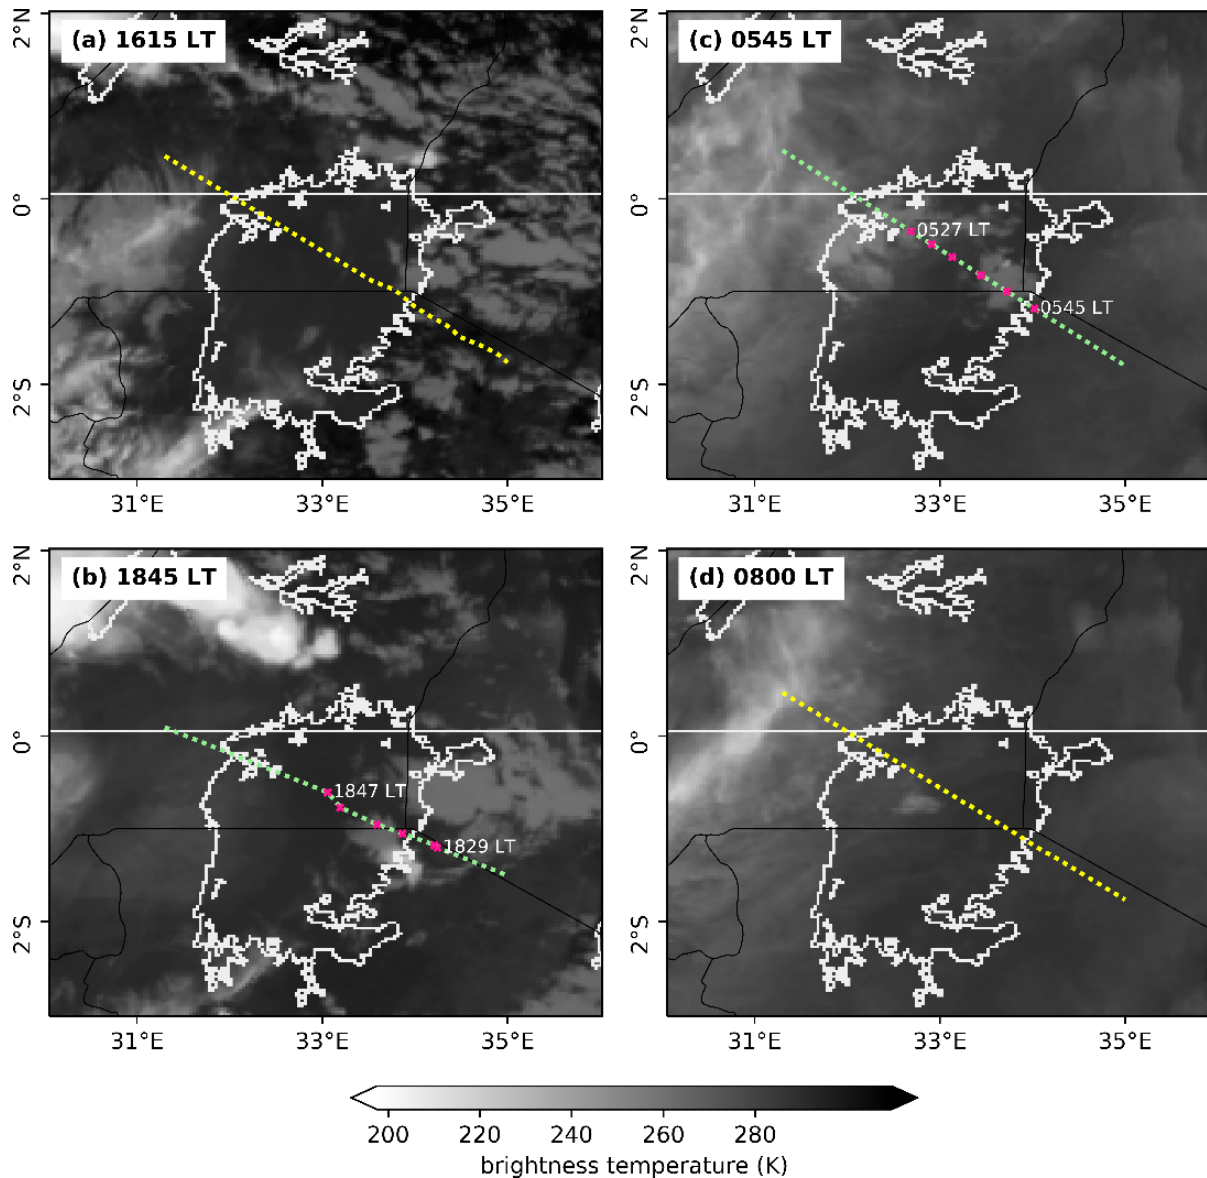 (a) 1615 LT
2°N
0°
2°S
31°E 33°E 35°E
(c) 0545 LT
2°N
0°
2°S
0527 LT
0545 LT
31°E 33°E 35°E
(b) 1845 LT
2°N
0°
2°S
1847 LT
1829 LT
31°E 33°E 35°E
(d) 0800 LT
2°N
0°
2°S
31°E 33°E 35°E
200 220 240 260 280
brightness temperature (K)